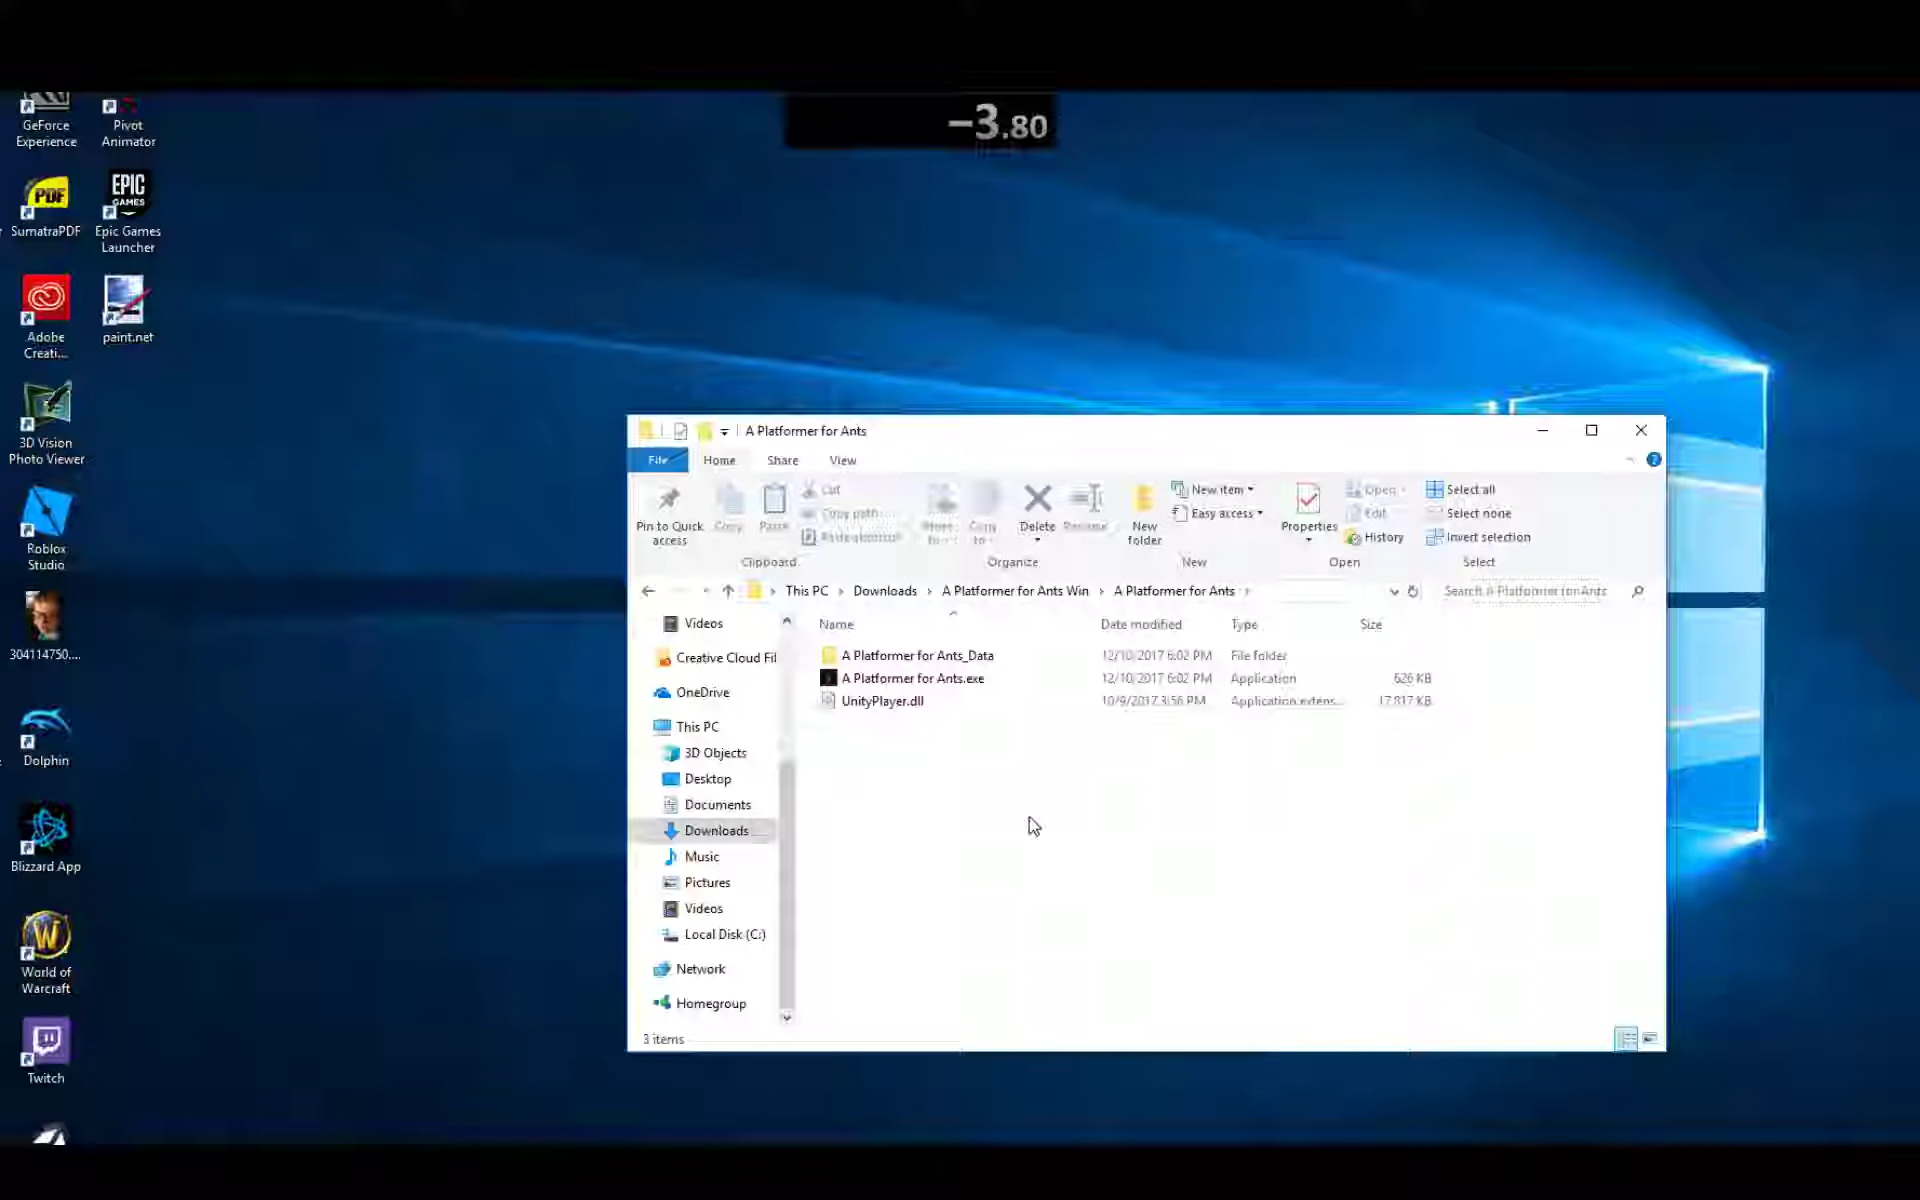 −3.80
GeForce
Experience
Pivot
Animator
PDF
SumatraPDF
EPIC
GAMES
Epic Games
Launcher
Adobe
Creati...
paint.net
3D Vision
Photo Viewer
Roblox
Studio
304114750....
Dolphin
Blizzard App
W
World of
Warcraft
Twitch
A Platformer for Ants
File Home Share View
Pin to Quick
access
Copy
Paste
Cut
Copy path
Clipboard
Copy
to
Delete
Rename
Organize
New
folder
New item
Easy access
New
Properties
Open
Edit
History
Open
Select all
Select none
Invert selection
Select
This PC > Downloads > A Platformer for Ants Win > A Platformer for Ants >
Search A Platformer for Ants
Videos
Creative Cloud Fil
OneDrive
This PC
3D Objects
Desktop
Documents
Downloads
Music
Pictures
Videos
Local Disk (C:)
Network
Homegroup
Name Date modified Type Size
A Platformer for Ants_Data 12/10/2017 6:02 PM File folder
A Platformer for Ants.exe 12/10/2017 6:02 PM Application 626 KB
UnityPlayer.dll 10/9/2017 3:56 PM Application extens... 17,817 KB
3 items